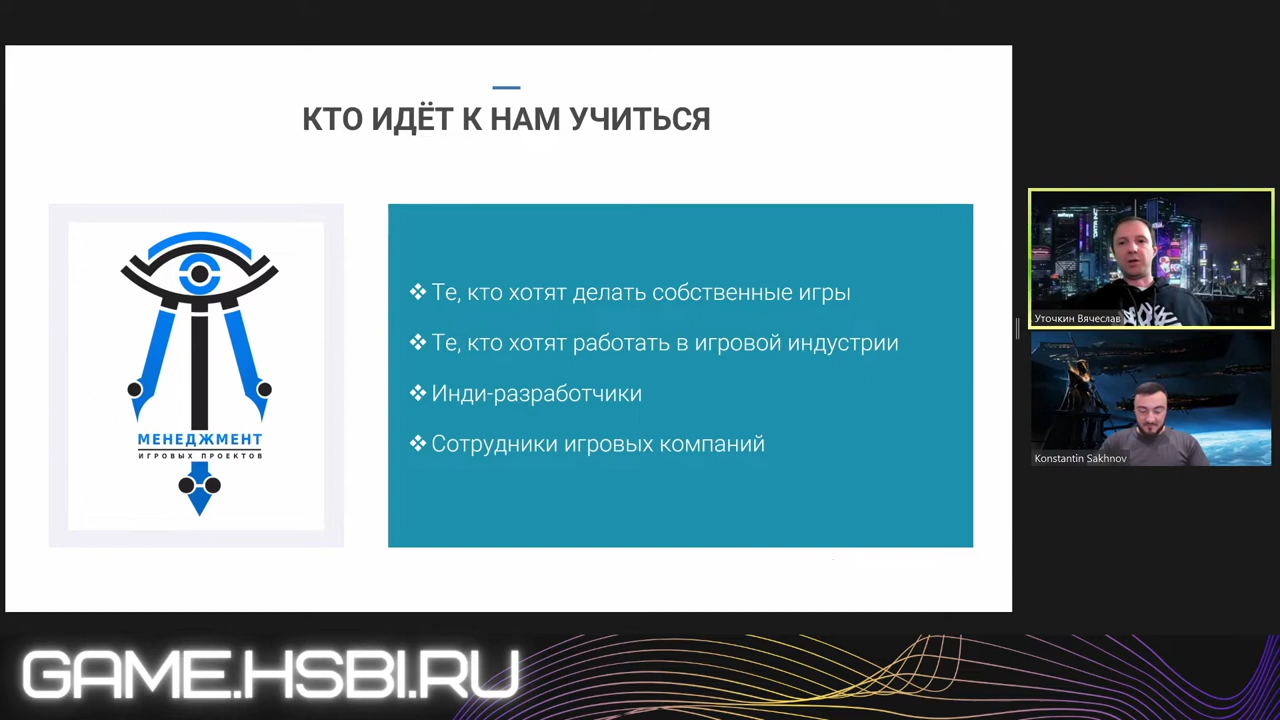 КТО ИДЁТ К НАМ УЧИТЬСЯ
МЕНЕДЖМЕНТ
ИГРОВЫХ ПРОЕКТОВ
❖ Те, кто хотят делать собственные игры
❖ Те, кто хотят работать в игровой индустрии
❖ Инди-разработчики
❖ Сотрудники игровых компаний
Уточкин Вячеслав
Konstantin Sakhnov
GAME.HSBI.RU